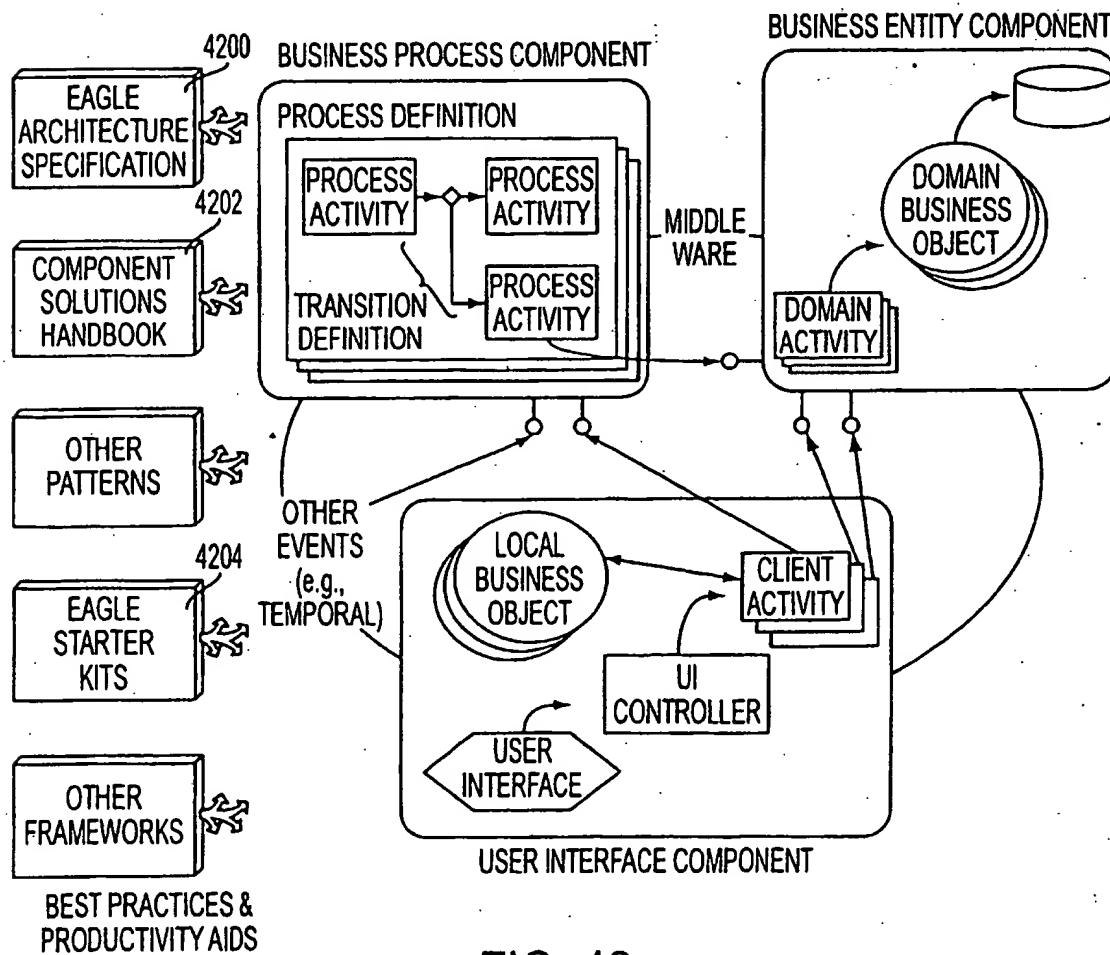 4200
EAGLE
ARCHITECTURE
SPECIFICATION
4202
COMPONENT
SOLUTIONS
HANDBOOK
OTHER
PATTERNS
4204
EAGLE
STARTER
KITS
OTHER
FRAMEWORKS
BEST PRACTICES &
PRODUCTIVITY AIDS
BUSINESS PROCESS COMPONENT
PROCESS DEFINITION
PROCESS
ACTIVITY
PROCESS
ACTIVITY
PROCESS
ACTIVITY
TRANSITION
DEFINITION
MIDDLE
WARE
BUSINESS ENTITY COMPONENT
DOMAIN
BUSINESS
OBJECT
DOMAIN
ACTIVITY
OTHER
EVENTS
(e.g.,
TEMPORAL)
LOCAL
BUSINESS
OBJECT
CLIENT
ACTIVITY
UI
CONTROLLER
USER
INTERFACE
USER INTERFACE COMPONENT